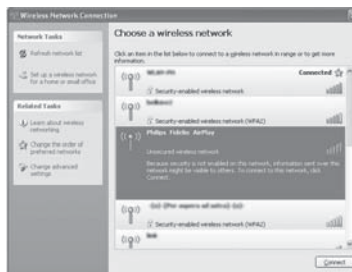 Wireless Network Connection
Network Tasks
Refresh network list
Set up a wireless network
for a home or small office
Related Tasks
Learn about wireless
networking
Change the order of
preferred networks
Change advanced
settings
Choose a wireless network
Click an item in the list below to connect to a wireless network in range or to get more
information.
Connected
Security-enabled wireless network
Security-enabled wireless network (WPA2)
Philips Fidelio AirPlay
Unsecured wireless network
Because security is not enabled on this network, information sent over this
network might be visible to others. To connect to this network, click
Connect.
Security-enabled wireless network (WPA2)
Connect